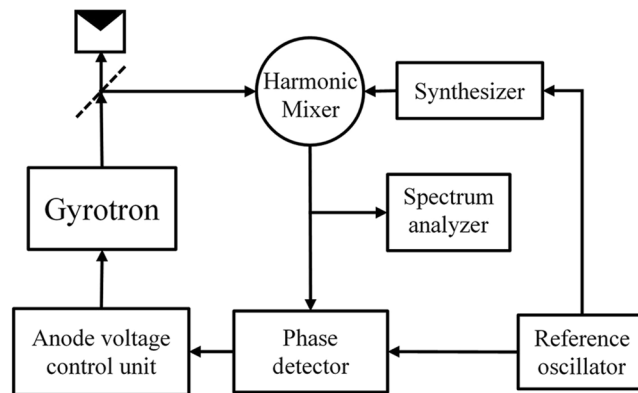 Harmonic
Mixer
Synthesizer
Gyrotron
Spectrum
analyzer
Anode voltage
control unit
Phase
detector
Reference
oscillator